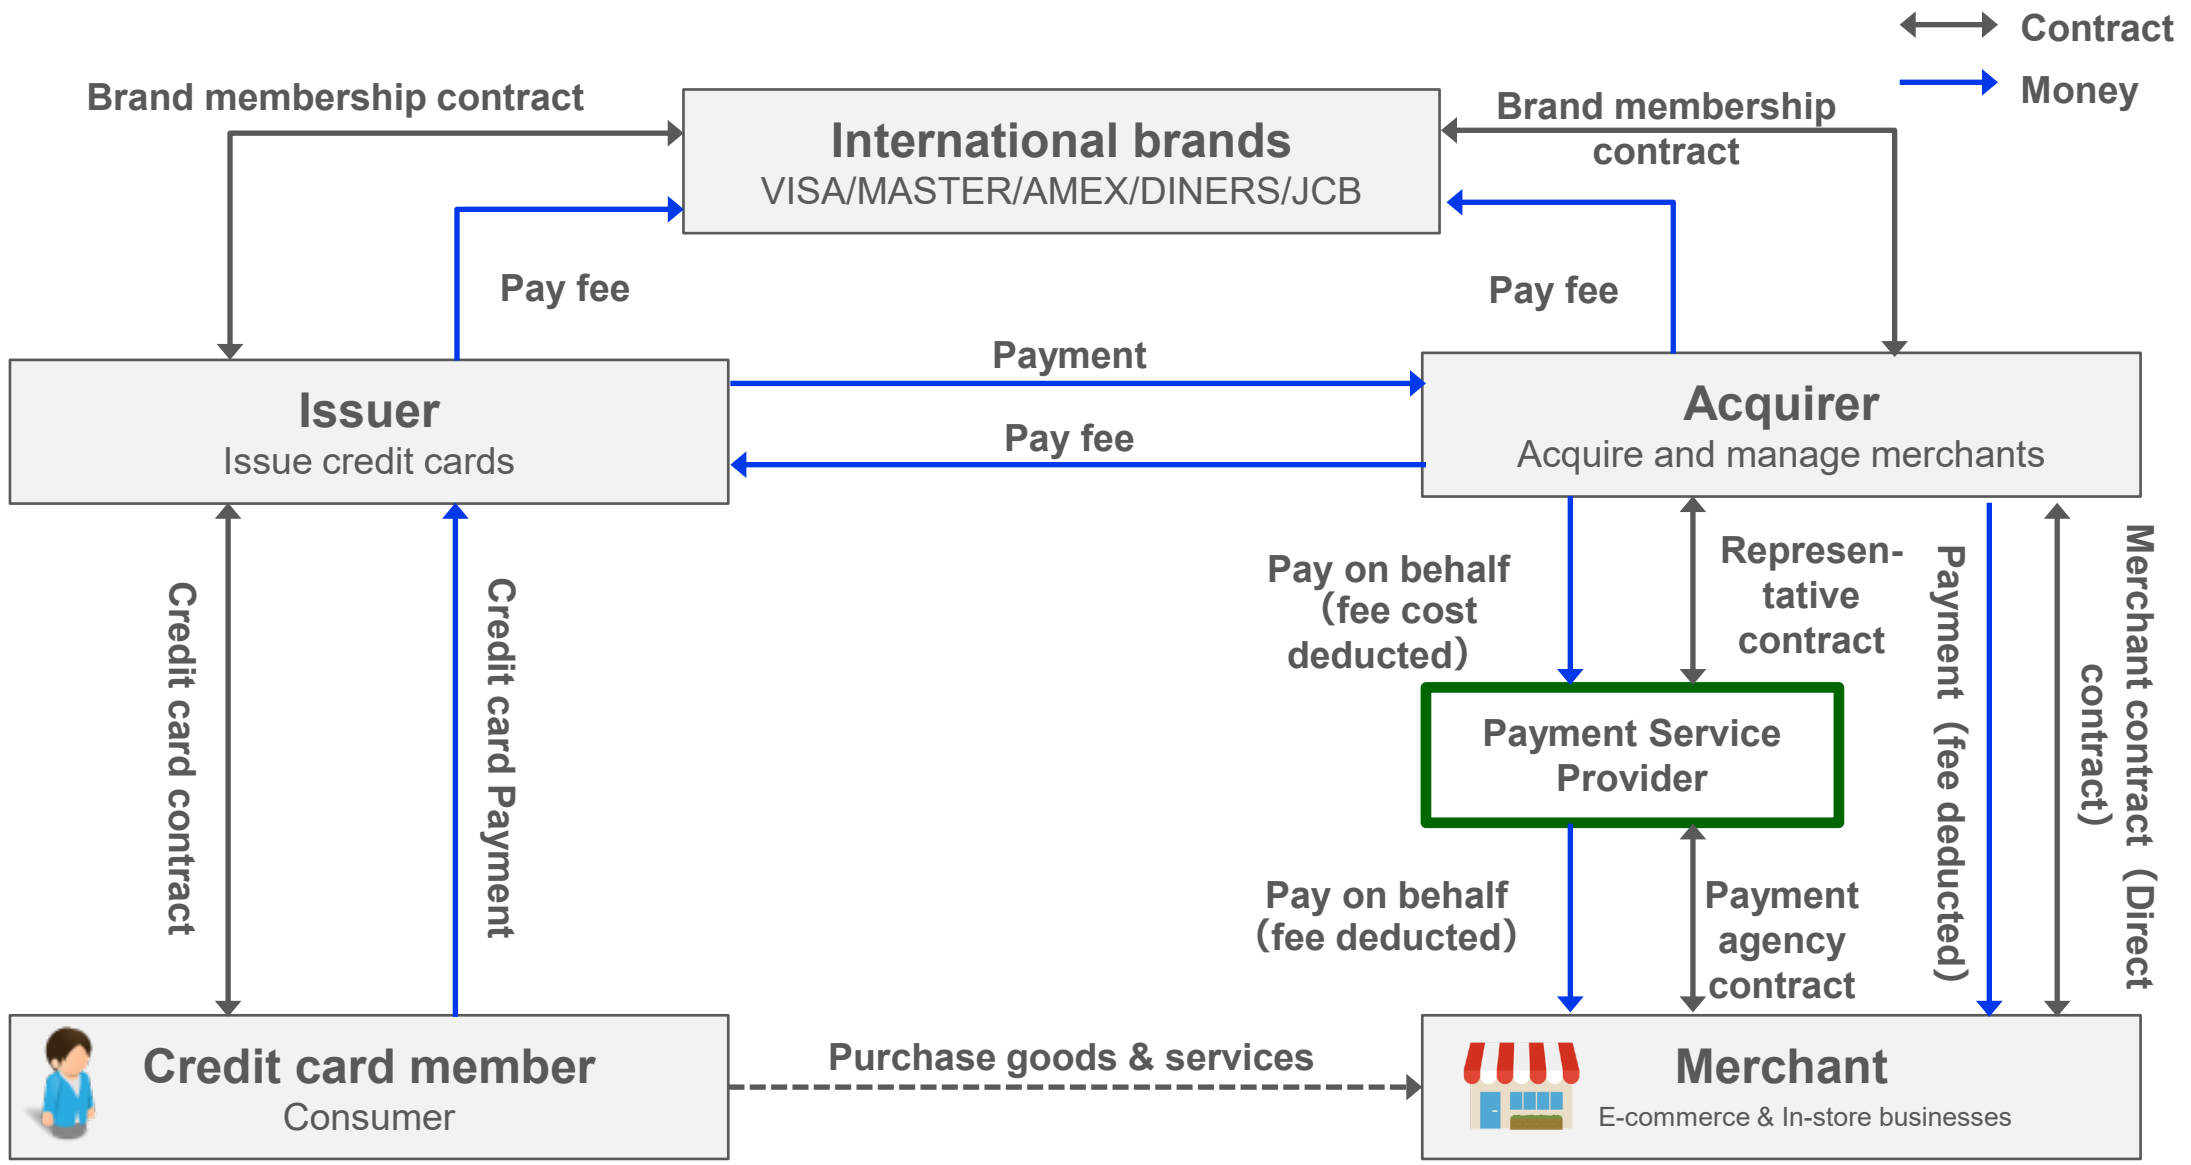 Contract
Money
Brand membership contract
International brands
VISA/MASTER/AMEX/DINERS/JCB
Brand membership
contract
Pay fee
Pay fee
Issuer
Issue credit cards
Payment
Pay fee
Acquirer
Acquire and manage merchants
Credit card contract
Credit card Payment
Pay on behalf
（fee cost
deducted）
Represen-
tative
contract
Payment（fee deducted）
Merchant contract（Direct
contract)
Payment Service
Provider
Pay on behalf
（fee deducted）
Payment
agency
contract
Credit card member
Consumer
Purchase goods & services
Merchant
E-commerce & In-store businesses